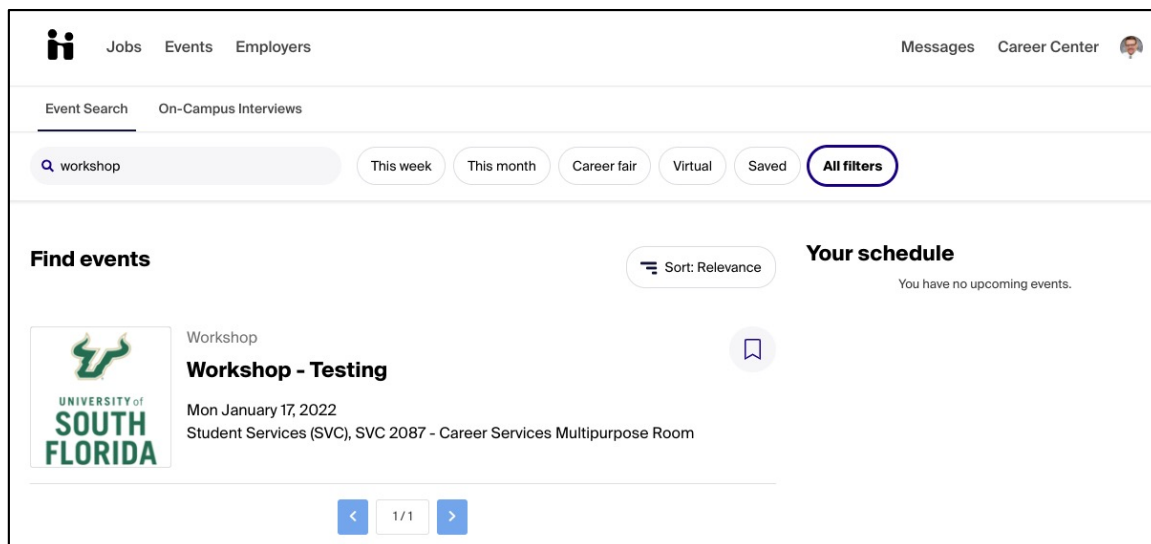 Jobs Events Employers Messages Career Center
Event Search On-Campus Interviews
workshop This week This month Career fair Virtual Saved All filters
Find events
Sort: Relevance
Your schedule
You have no upcoming events.
Workshop
Workshop - Testing
Mon January 17, 2022
Student Services (SVC), SVC 2087 - Career Services Multipurpose Room
UNIVERSITY of
SOUTH
FLORIDA
1 / 1